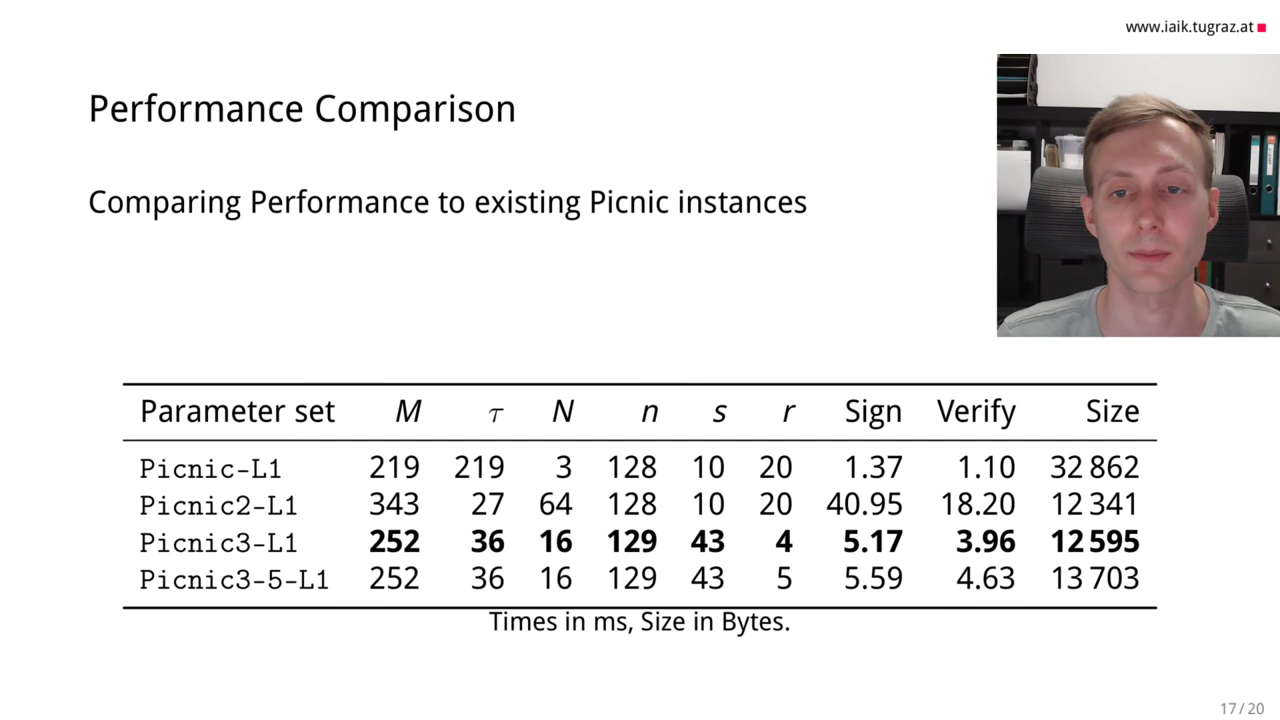 www.iaik.tugraz.at
Performance Comparison
Comparing Performance to existing Picnic instances
Parameter set M τ N n s r Sign Verify Size
Picnic-L1 219 219 3 128 10 20 1.37 1.10 32 862
Picnic2-L1 343 27 64 128 10 20 40.95 18.20 12 341
Picnic3-L1 252 36 16 129 43 4 5.17 3.96 12 595
Picnic3-5-L1 252 36 16 129 43 5 5.59 4.63 13 703
Times in ms, Size in Bytes.
17 / 20